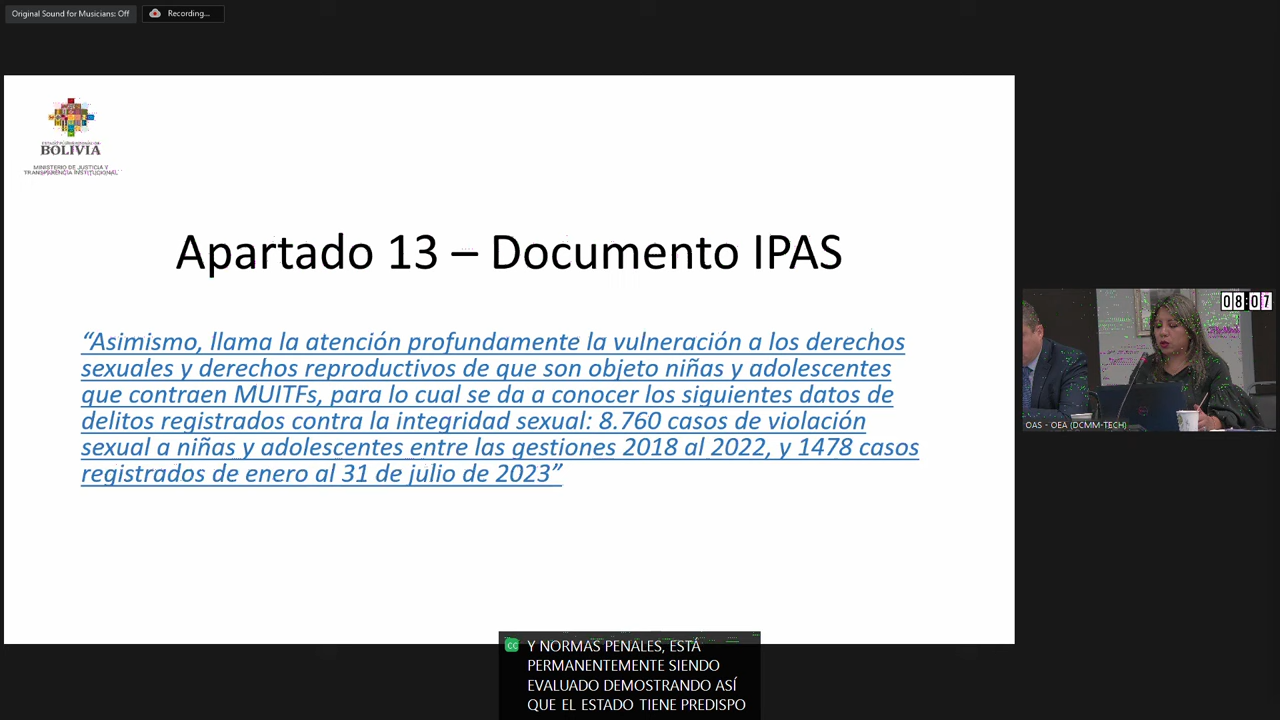 Original Sound for Musicians: Off
Recording...
ESTADO PLURINACIONAL DE
BOLIVIA
MINISTERIO DE JUSTICIA Y
TRANSPARENCIA INSTITUCIONAL
Apartado 13 – Documento IPAS
“Asimismo, llama la atención profundamente la vulneración a los derechos
sexuales y derechos reproductivos de que son objeto niñas y adolescentes
que contraen MUITFs, para lo cual se da a conocer los siguientes datos de
delitos registrados contra la integridad sexual: 8.760 casos de violación
sexual a niñas y adolescentes entre las gestiones 2018 al 2022, y 1478 casos
registrados de enero al 31 de julio de 2023”
08:07
OAS - OEA (DCMM-TECH)
CC
Y NORMAS PENALES, ESTÁ
PERMANENTEMENTE SIENDO
EVALUADO DEMOSTRANDO ASÍ
QUE EL ESTADO TIENE PREDISPO